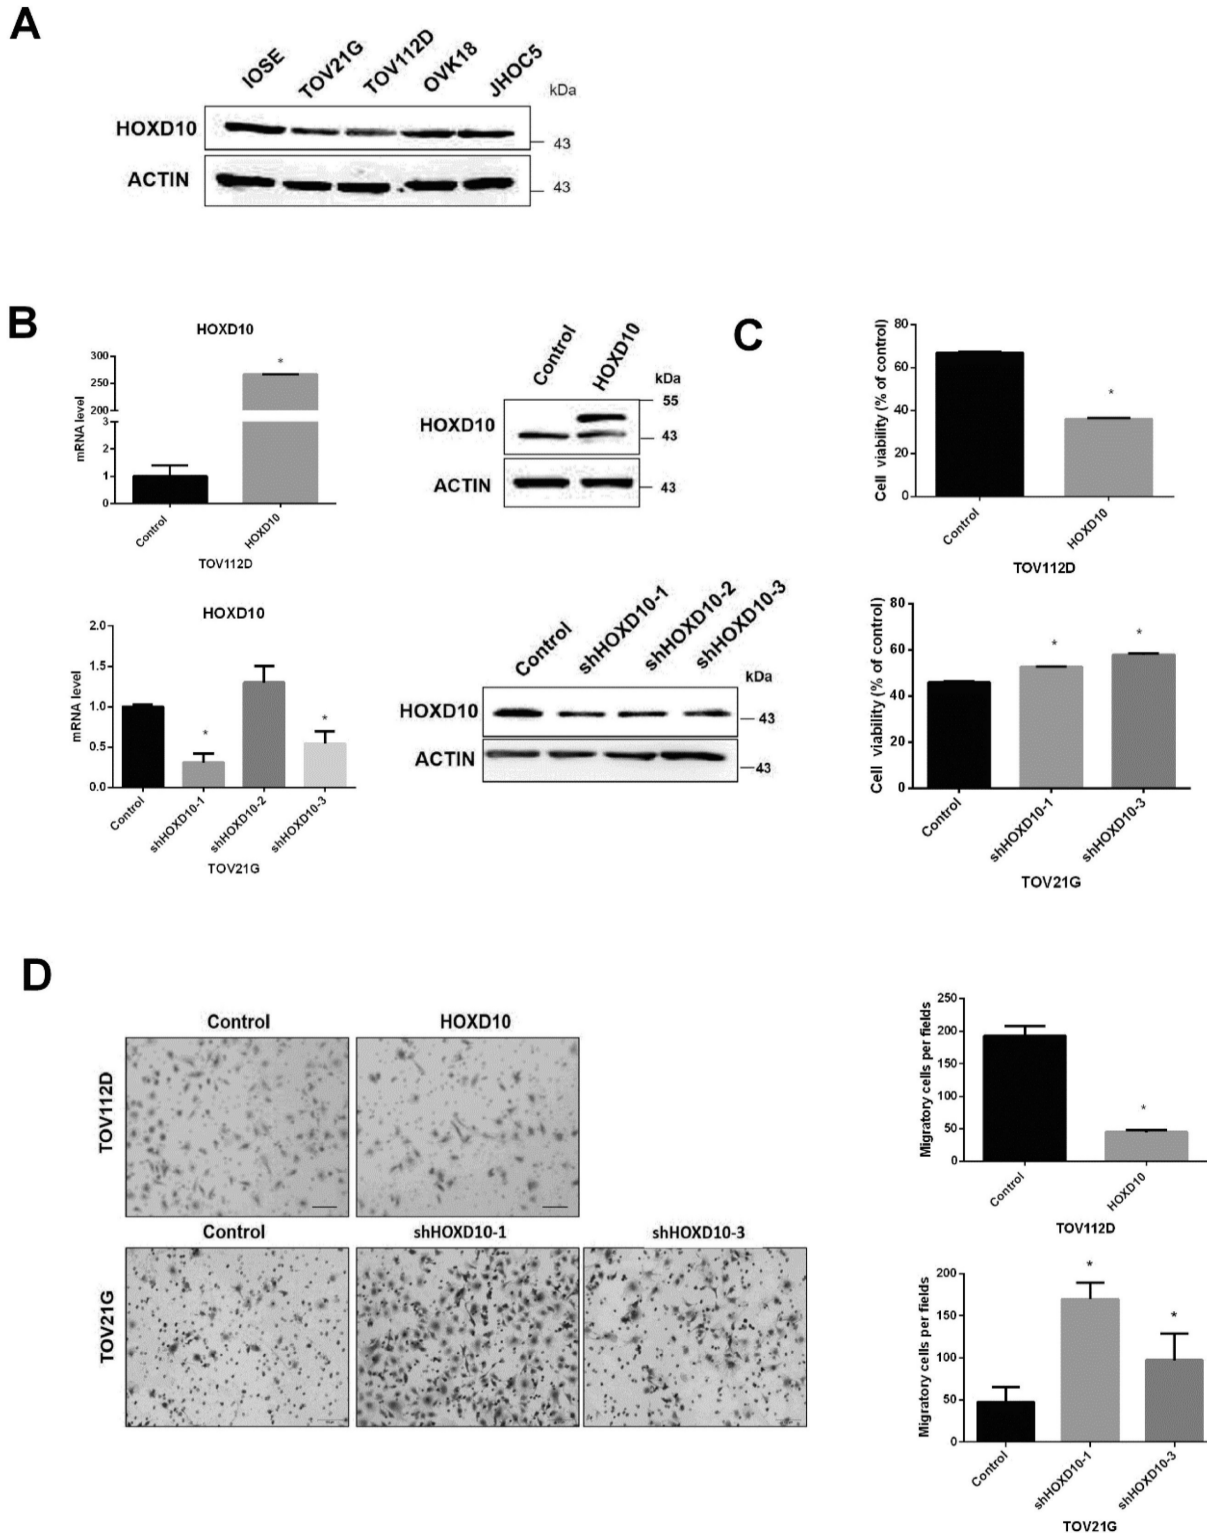 A
IOSE
TOV21G
TOV112D
OVK18
JHOC5
kDa
HOXD10
43
ACTIN
43
B
HOXD10
mRNA level
300
250
200
3
2
1
0
Control
HOXD10
*
TOV112D
Control
HOXD10
kDa
55
HOXD10
43
ACTIN
43
C
Cell viability (% of control)
80
60
40
20
0
*
Control
HOXD10
TOV112D
HOXD10
mRNA level
2.0
1.5
1.0
0.5
0.0
*
*
Control
shHOXD10-1
shHOXD10-2
shHOXD10-3
TOV21G
Control
shHOXD10-1
shHOXD10-2
shHOXD10-3
kDa
HOXD10
43
ACTIN
43
Cell viability (% of control)
80
60
40
20
0
*
*
Control
shHOXD10-1
shHOXD10-3
TOV21G
D
Control
HOXD10
TOV112D
Control
shHOXD10-1
shHOXD10-3
TOV21G
Migratory cells per fields
250
200
150
100
50
0
*
Control
HOXD10
TOV112D
Migratory cells per fields
200
150
100
50
0
*
*
Control
shHOXD10-1
shHOXD10-3
TOV21G